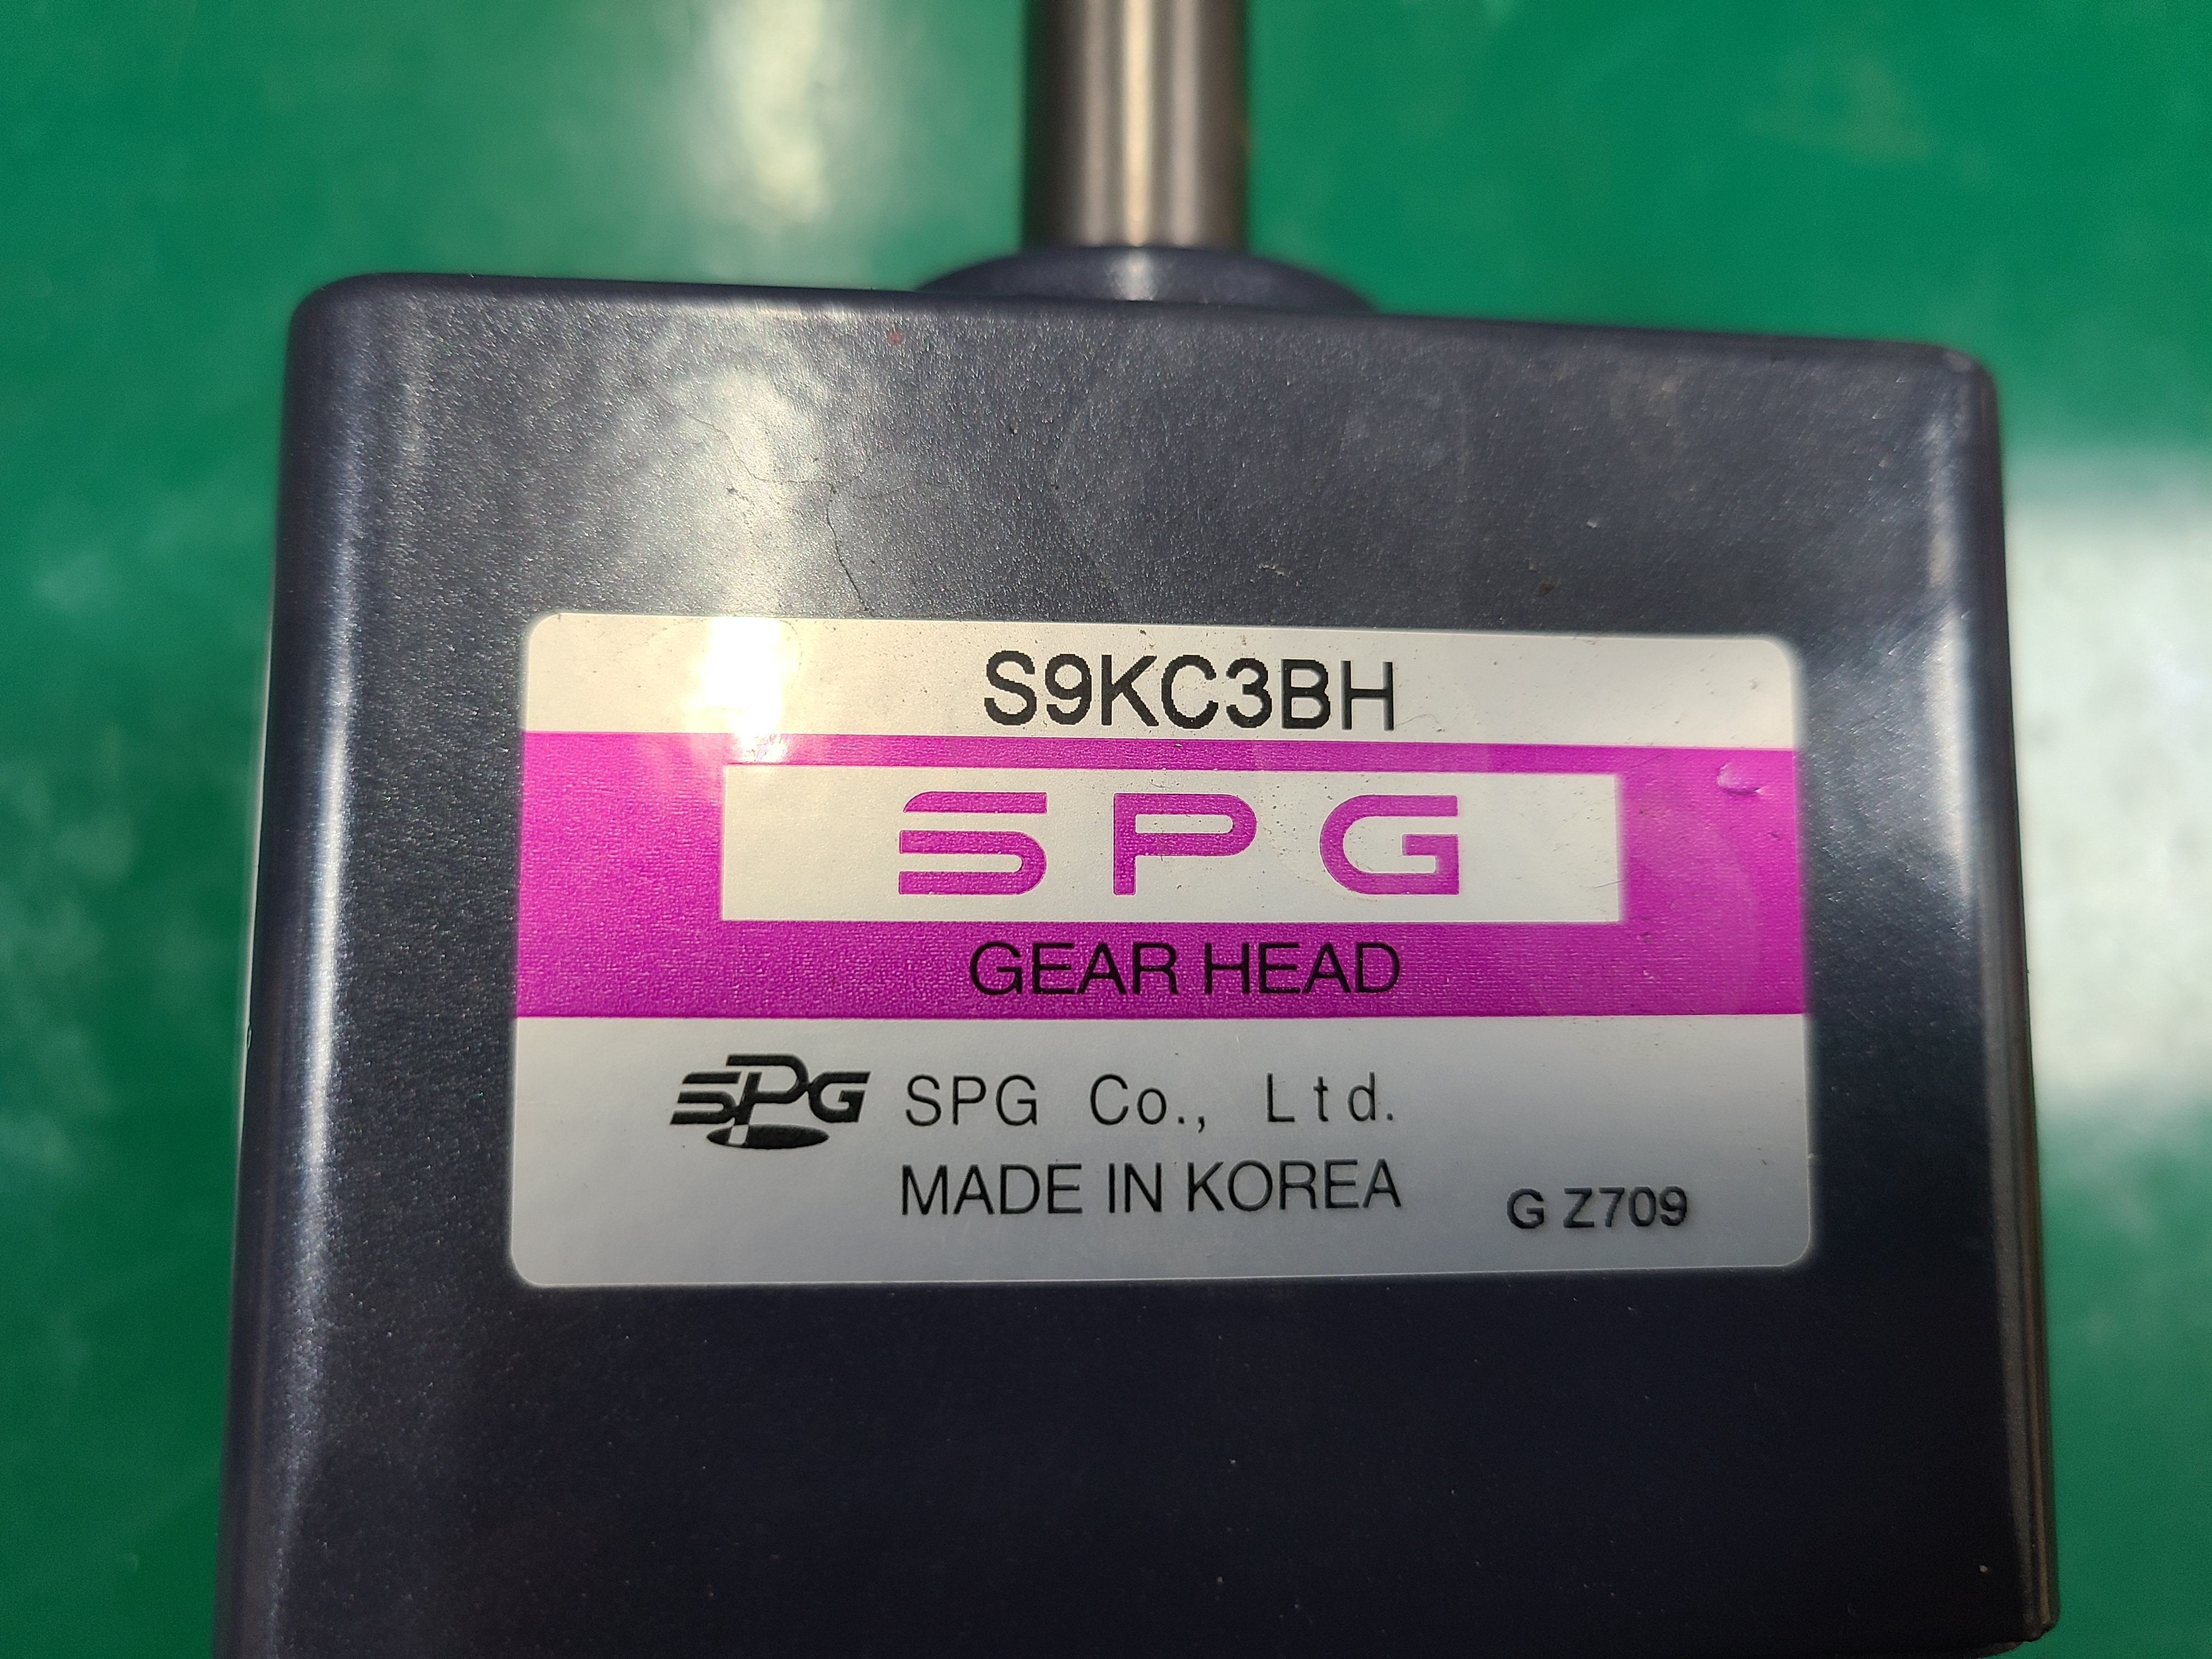 S9KC3BH
SPG
GEAR HEAD
SPG SPG Co., Ltd.
MADE IN KOREA
G Z709